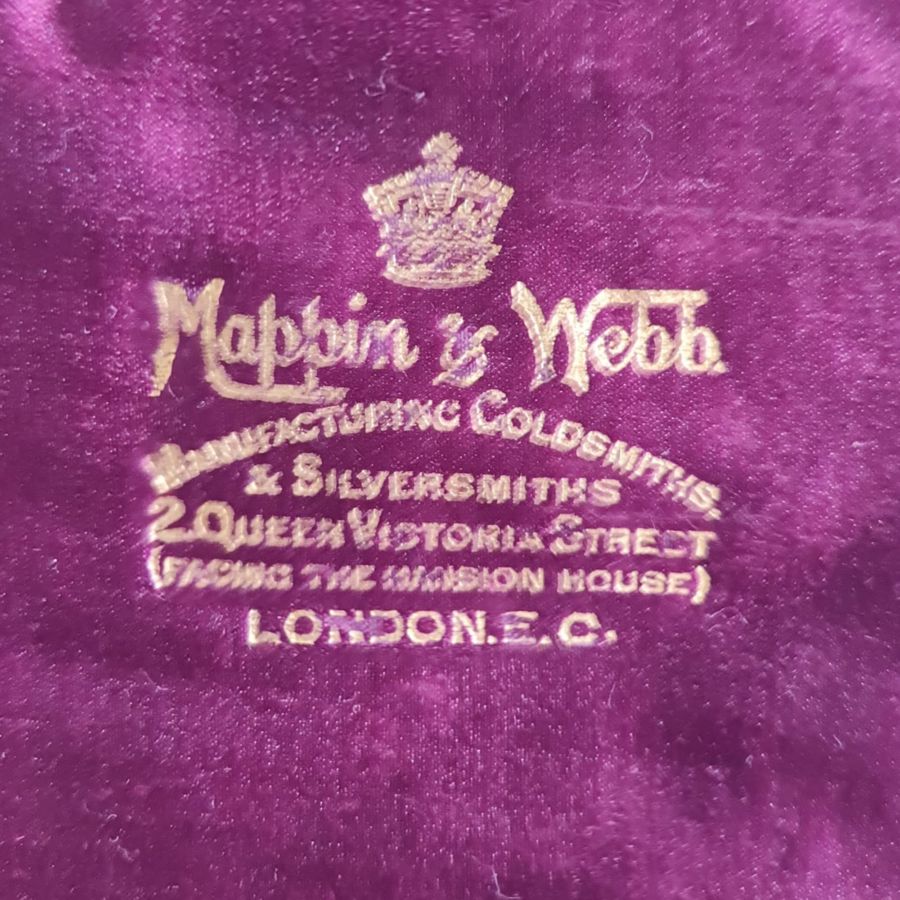 Mappin & Webb.
MANUFACTURING GOLDSMITHS,
& SILVERSMITHS
2. QUEEN VICTORIA STREET
(FACING THE MANSION HOUSE)
LONDON. E. C.